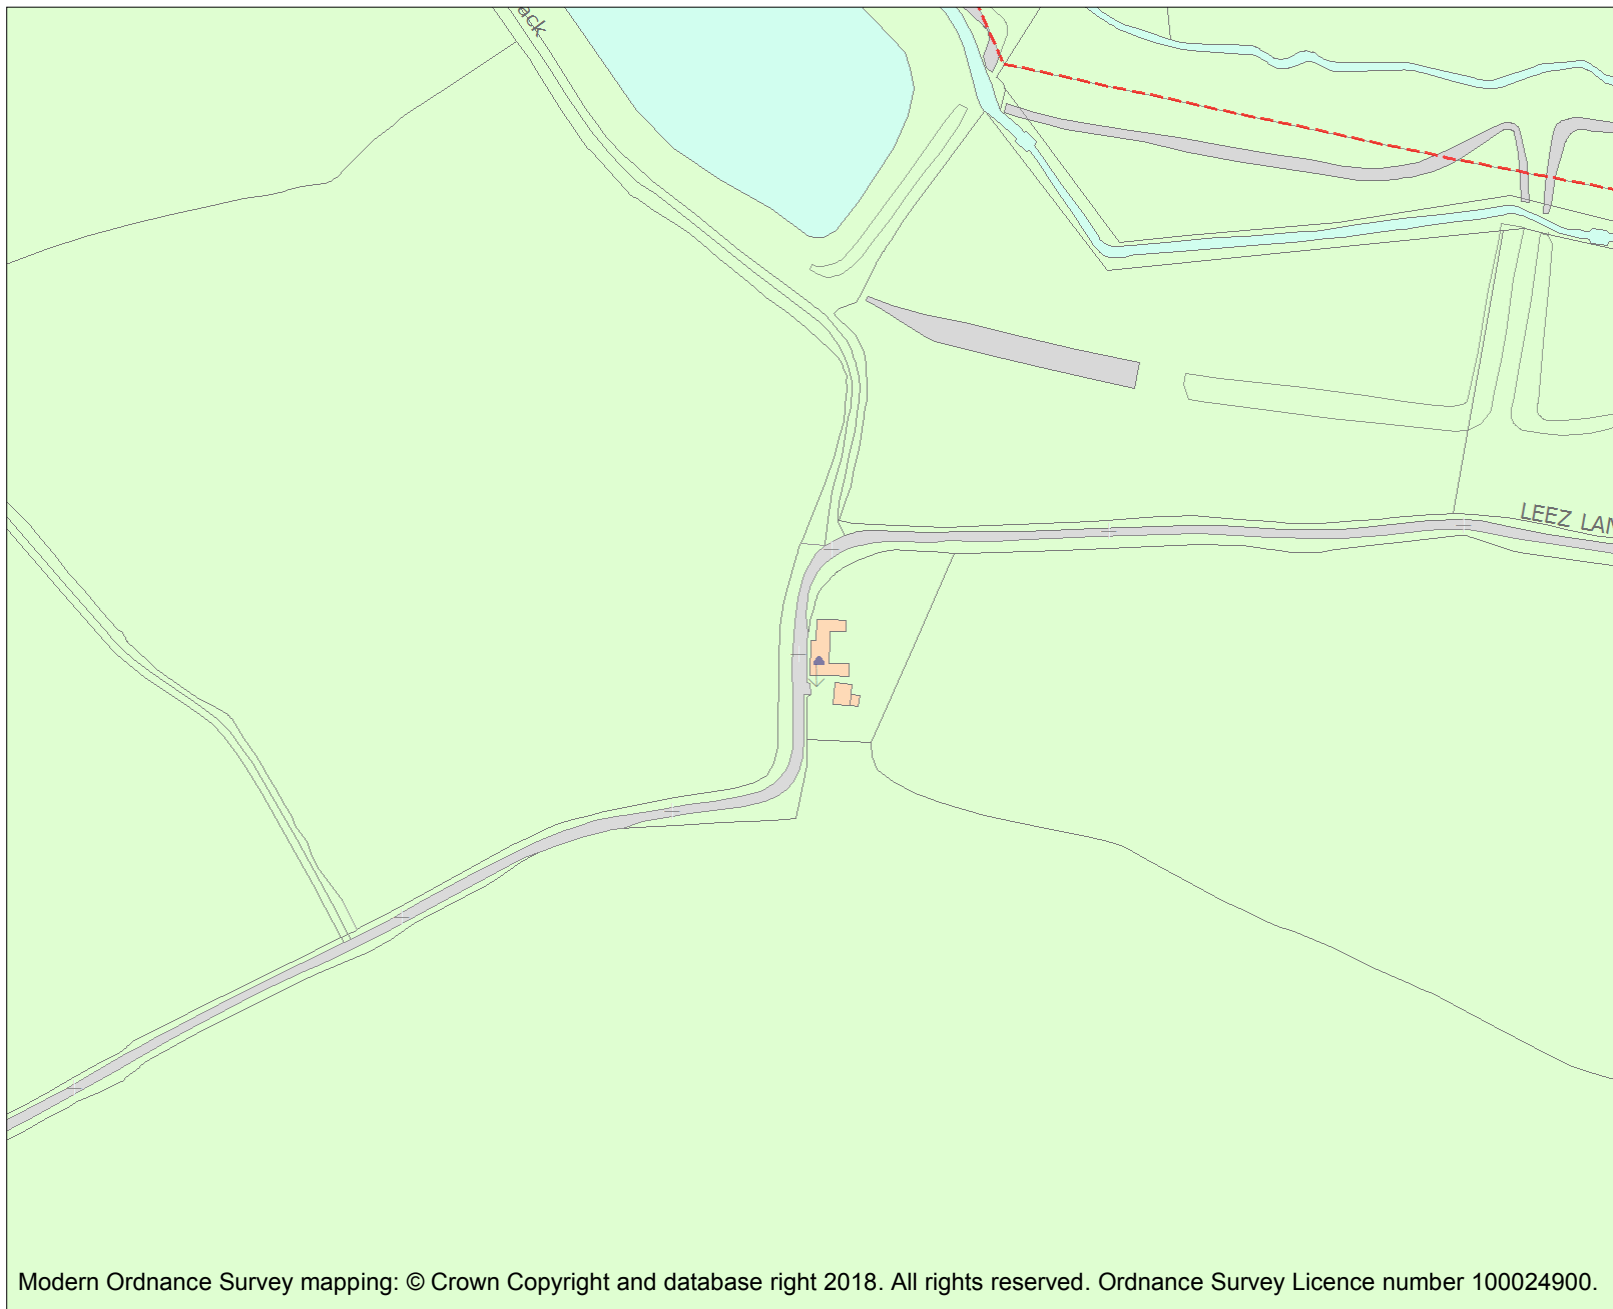 ack
LEEZ LAN
Modern Ordnance Survey mapping: © Crown Copyright and database right 2018. All rights reserved. Ordnance Survey Licence number 100024900.